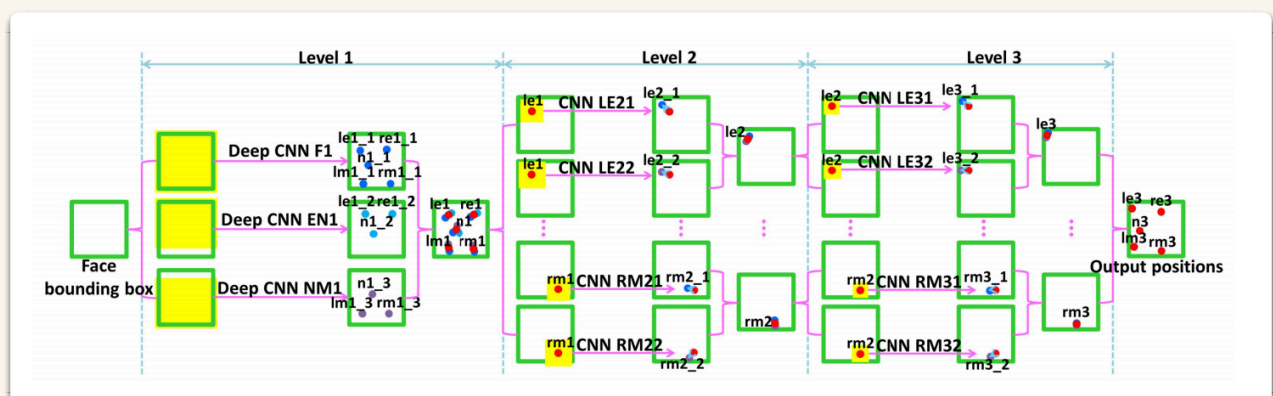 Level 1
Level 2
Level 3
Face
bounding box
Deep CNN F1
Deep CNN EN1
Deep CNN NM1
le1_1 re1_1
n1_1
lm1_1 rm1_1
le1_2 re1_2
n1_2
n1_3
lm1_3 rm1_3
le1 re1
n1
lm1 rm1
le1
CNN LE21
le2_1
le1
CNN LE22
le2_2
le2
rm1
CNN RM21
rm2_1
rm1
CNN RM22
rm2_2
rm2
le2
CNN LE31
le3_1
le2
CNN LE32
le3_2
le3
rm2
CNN RM31
rm3_1
rm2
CNN RM32
rm3_2
rm3
le3 re3
n3
lm3 rm3
Output positions